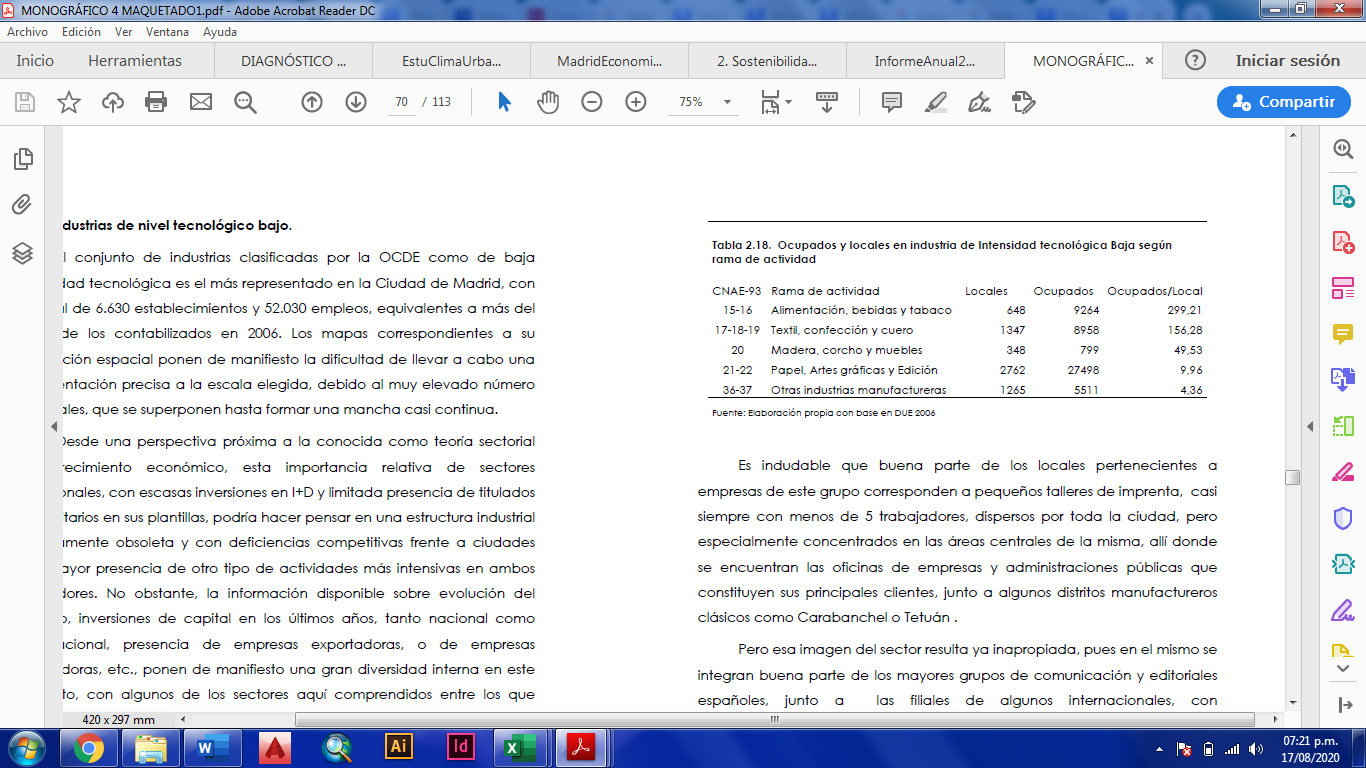 MONOGRÁFICO 4 MAQUETADO1.pdf - Adobe Acrobat Reader DC
Archivo Edición Ver Ventana Ayuda
Inicio Herramientas DIAGNÓSTICO ... EstuClimaUrba... MadridEconomi... 2. Sostenibilida... InformeAnual2... MONOGRÁFIC... × Iniciar sesión
70 / 113 75% Compartir
dustrias de nivel tecnológico bajo.
l conjunto de industrias clasificadas por la OCDE como de baja
dad tecnológica es el más representado en la Ciudad de Madrid, con
l de 6.630 establecimientos y 52.030 empleos, equivalentes a más del
de los contabilizados en 2006. Los mapas correspondientes a su
ción espacial ponen de manifiesto la dificultad de llevar a cabo una
entación precisa a la escala elegida, debido al muy elevado número
ales, que se superponen hasta formar una mancha casi continua.
Desde una perspectiva próxima a la conocida como teoría sectorial
recimiento económico, esta importancia relativa de sectores
onales, con escasas inversiones en I+D y limitada presencia de titulados
itarios en sus plantillas, podría hacer pensar en una estructura industrial
amente obsoleta y con deficiencias competitivas frente a ciudades
ayor presencia de otro tipo de actividades más intensivas en ambos
dores. No obstante, la información disponible sobre evolución del
o, inversiones de capital en los últimos años, tanto nacional como
acional, presencia de empresas exportadoras, o de empresas
doras, etc., ponen de manifiesto una gran diversidad interna en este
to, con algunos de los sectores aquí comprendidos entre los que
Tabla 2.18. Ocupados y locales en industria de Intensidad tecnológica Baja según
rama de actividad
CNAE-93 Rama de actividad Locales Ocupados Ocupados/Local
15-16 Alimentación, bebidas y tabaco 648 9264 299,21
17-18-19 Textil, confección y cuero 1347 8958 156,28
20 Madera, corcho y muebles 348 799 49,53
21-22 Papel, Artes gráficas y Edición 2762 27498 9,96
36-37 Otras industrias manufactureras 1265 5511 4,36
Fuente: Elaboración propia con base en DUE 2006
Es indudable que buena parte de los locales pertenecientes a
empresas de este grupo corresponden a pequeños talleres de imprenta, casi
siempre con menos de 5 trabajadores, dispersos por toda la ciudad, pero
especialmente concentrados en las áreas centrales de la misma, allí donde
se encuentran las oficinas de empresas y administraciones públicas que
constituyen sus principales clientes, junto a algunos distritos manufactureros
clásicos como Carabanchel o Tetuán .
Pero esa imagen del sector resulta ya inapropiada, pues en el mismo se
integran buena parte de los mayores grupos de comunicación y editoriales
españoles, junto a las filiales de algunos internacionales, con
420 x 297 mm
Ai Id
07:21 p.m.
17/08/2020